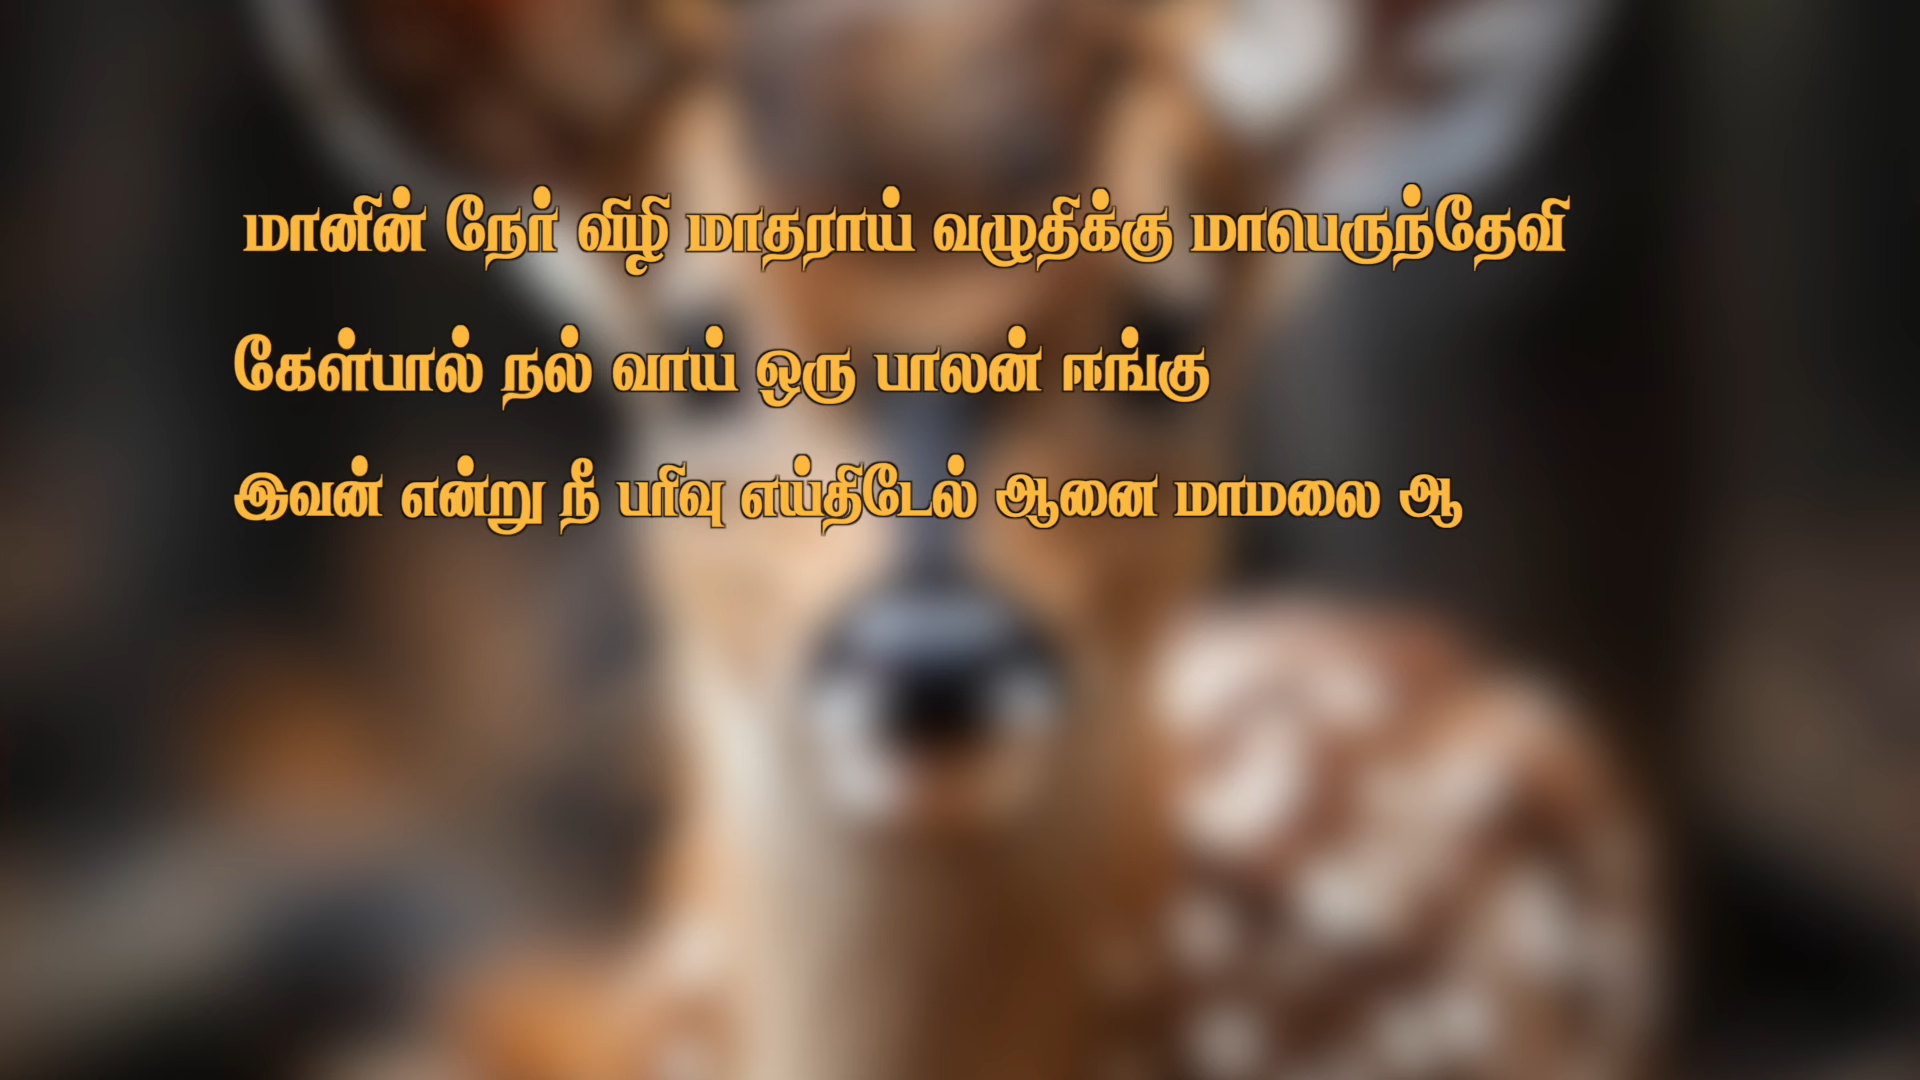 மானின் நேர் விழி மாதராய் வழுதிக்கு மாபெருந்தேவி
கேள்பால் நல் வாய் ஒரு பாலன் ஈங்கு
இவன் என்று நீ பரிவு எய்திடேல் ஆனை மாமலை ஆ